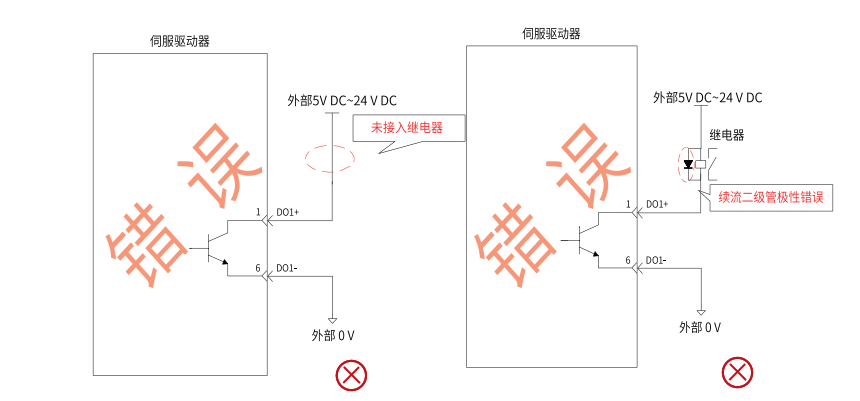 伺服驱动器
外部5V DC~24 V DC
未接入继电器
错误
1
DO1+
6
DO1-
外部 0 V
伺服驱动器
外部5V DC~24 V DC
继电器
续流二级管极性错误
错误
1
DO1+
6
DO1-
外部 0 V